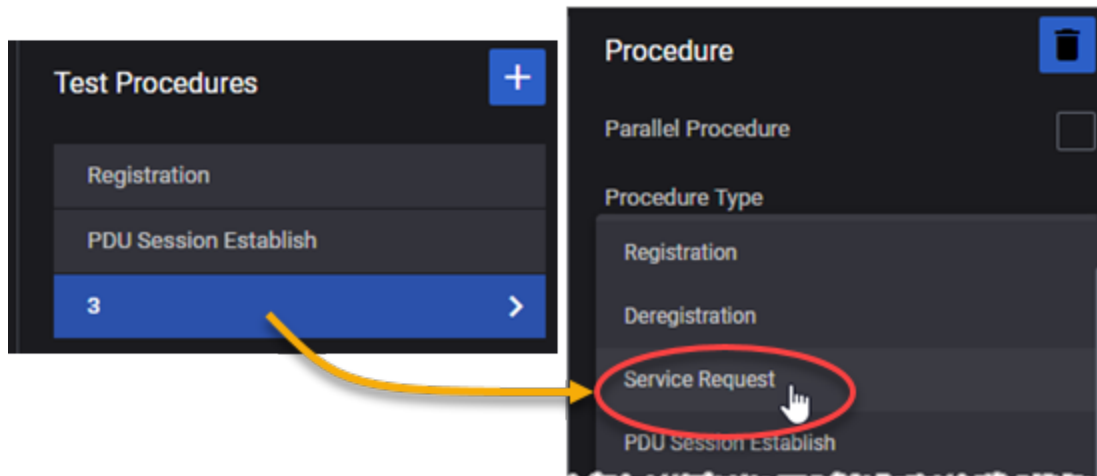 Test Procedures
Registration
PDU Session Establish
3
Procedure
Parallel Procedure
Procedure Type
Registration
Deregistration
Service Request
PDU Session Establish